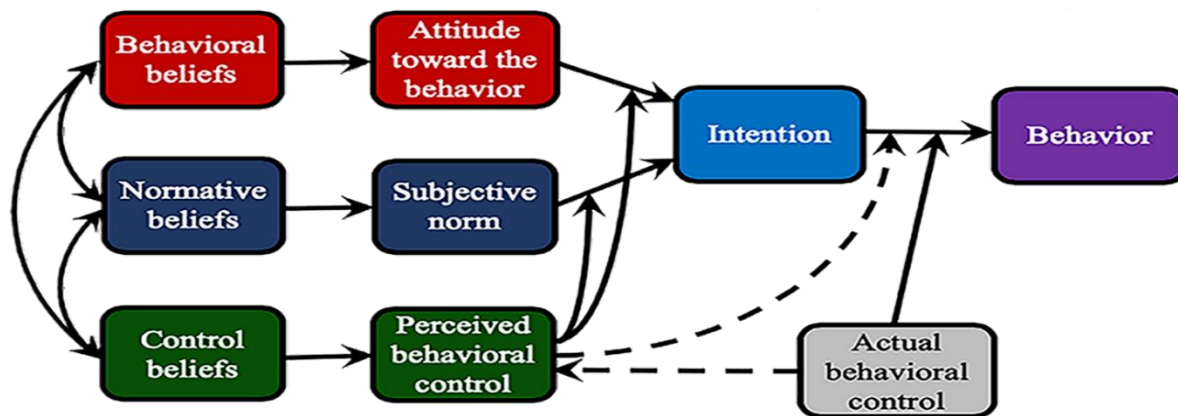 Behavioral
beliefs
Attitude
toward the
behavior
Intention
Behavior
Normative
beliefs
Subjective
norm
Control
beliefs
Perceived
behavioral
control
Actual
behavioral
control